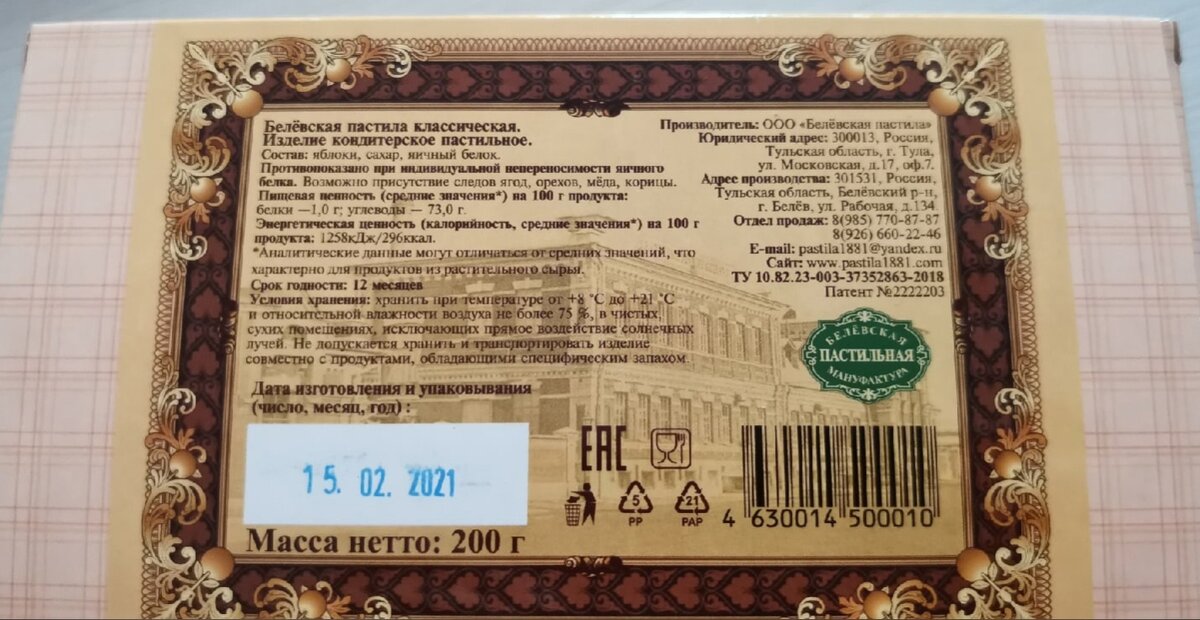 Белёвская пастила классическая.
Изделие кондитерское пастильное.
Состав: яблоки, сахар, яичный белок.
Противопоказано при индивидуальной непереносимости яичного
белка. Возможно присутствие следов ягод, орехов, мёда, корицы.
Пищевая ценность (средние значения*) на 100 г продукта:
белки —1,0 г; углеводы — 73,0 г.
Энергетическая ценность (калорийность, средние значения*) на 100 г
продукта: 1258кДж/296ккал.
*Аналитические данные могут отличаться от средних значений, что
характерно для продуктов из растительного сырья.
Срок годности: 12 месяцев
Условия хранения: хранить при температуре от +8 °С до +21 °С
и относительной влажности воздуха не более 75 %, в чистых,
сухих помещениях, исключающих прямое воздействие солнечных
лучей. Не допускается хранить и транспортировать изделие
совместно с продуктами, обладающими специфическим запахом.
Дата изготовления и упаковывания
(число, месяц, год) :
15. 02. 2021
Масса нетто: 200 г
Производитель: ООО «Белёвская пастила»
Юридический адрес: 300013, Россия,
Тульская область, г. Тула,
ул. Московская, д.17, оф.7.
Адрес производства: 301531, Россия,
Тульская область, Белёвский р-н,
г. Белёв, ул. Рабочая, д.134
Отдел продаж: 8(985) 770-87-87
8(926) 660-22-46
E-mail: pastila1881@yandex.ru
Сайт: www.pastila1881.com
ТУ 10.82.23-003-37352863-2018
Патент №2222203
БЕЛЁВСКАЯ
ПАСТИЛЬНАЯ
МАНУФАКТУРА
EAC
5
PP
21
PAP
4 630014 500010